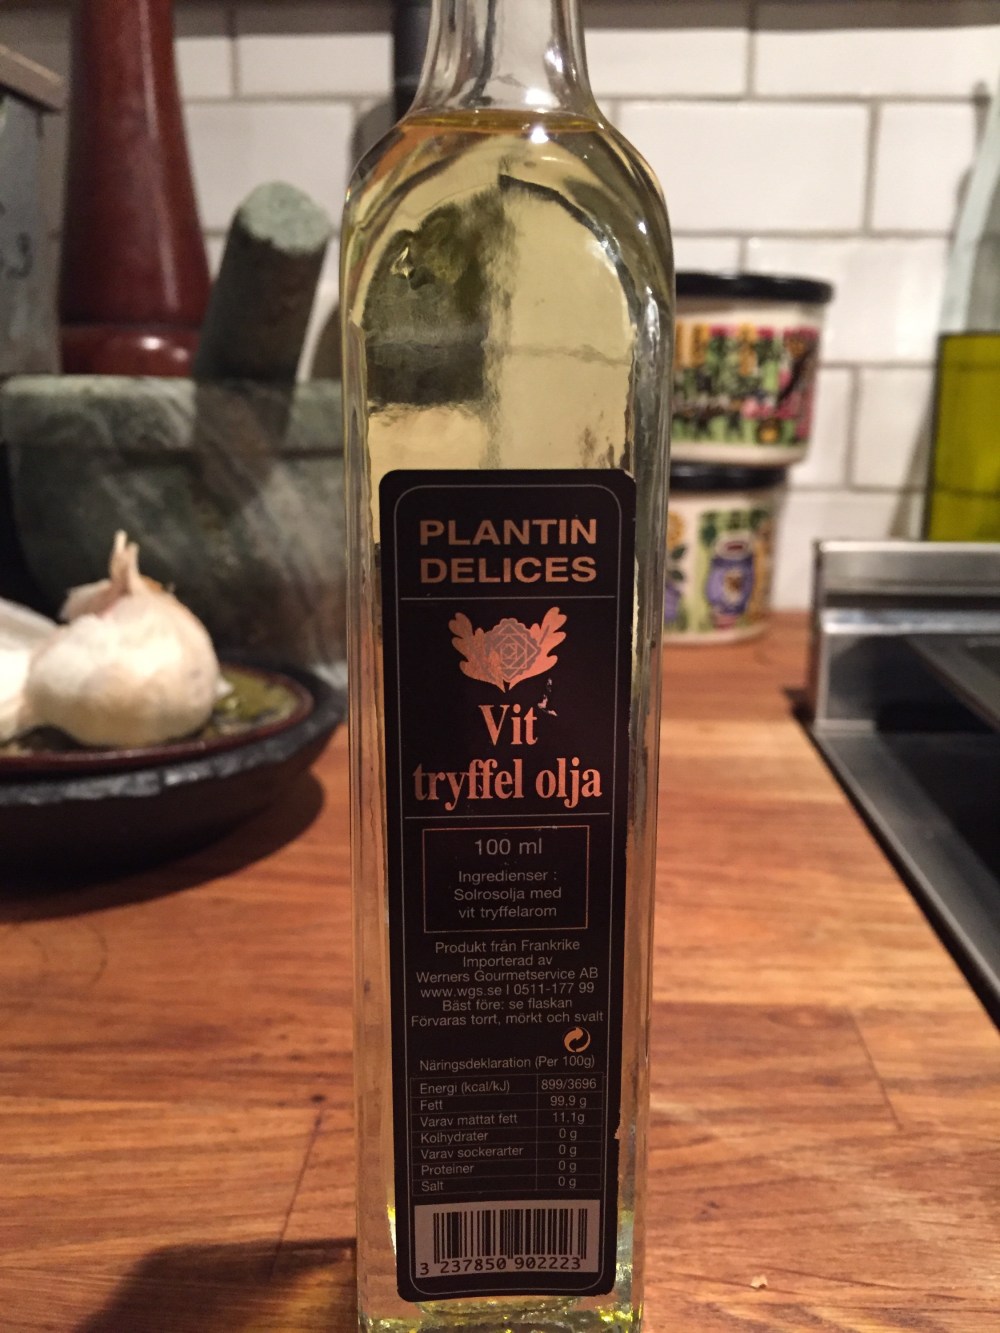 PLANTIN
DELICES
Vit
tryffel olja
100 ml
Ingredienser :
Solrosolja med
vit tryffelarom
Produkt från Frankrike
Importerad av
Werners Gourmetservice AB
www.wgs.se I 0511-177 99
Bäst före: se flaskan
Förvaras torrt, mörkt och svalt
Näringsdeklaration (Per 100g)
Energi (kcal/kJ) 899/3696
Fett 99,9 g
Varav mättat fett 11,1g
Kolhydrater 0 g
Varav sockerarter 0 g
Proteiner 0 g
Salt 0 g
3 237850 902223